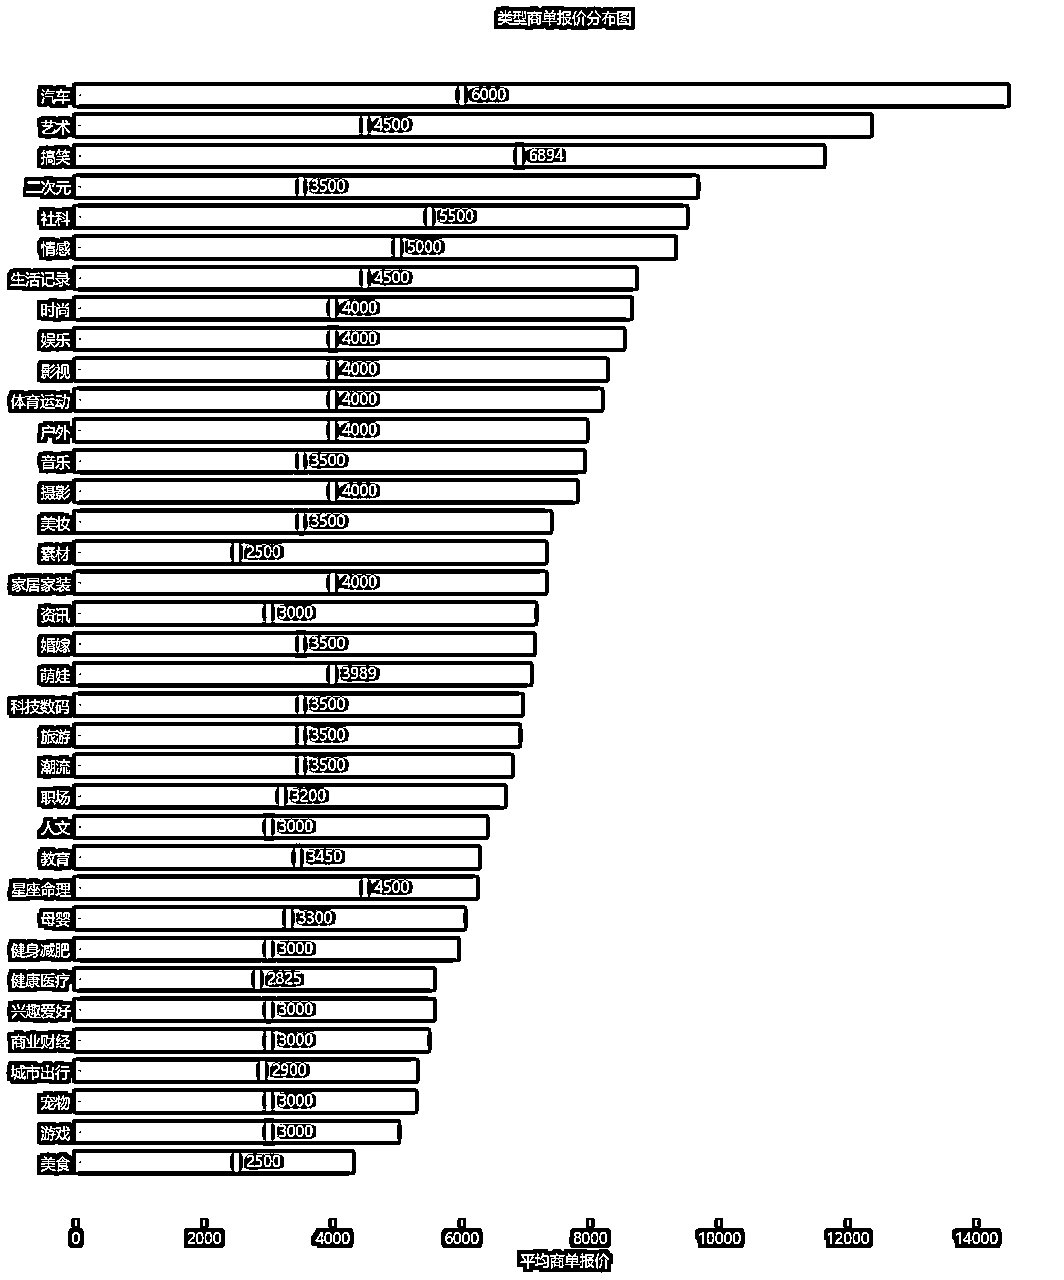 类型商单报价分布图
汽车 6000
艺术 4500
搞笑 6894
二次元 3500
社科 5500
情感 5000
生活记录 4500
时尚 4000
娱乐 4000
影视 4000
体育运动 4000
户外 4000
音乐 3500
摄影 4000
美妆 3500
素材 2500
家居家装 4000
资讯 3000
婚嫁 3500
萌娃 3989
科技数码 3500
旅游 3500
潮流 3500
职场 3200
人文 3000
教育 3450
星座命理 4500
母婴 3300
健身减肥 3000
健康医疗 2825
兴趣爱好 3000
商业财经 3000
城市出行 2900
宠物 3000
游戏 3000
美食 2500
0 2000 4000 6000 8000 10000 12000 14000
平均商单报价